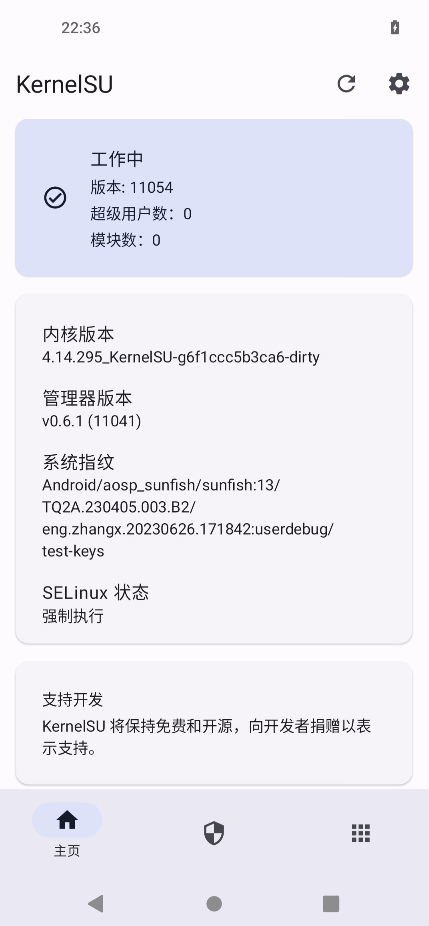 22:36
KernelSU
工作中
版本: 11054
超级用户数：0
模块数：0
内核版本
4.14.295_KernelSU-g6f1ccc5b3ca6-dirty
管理器版本
v0.6.1 (11041)
系统指纹
Android/aosp_sunfish/sunfish:13/
TQ2A.230405.003.B2/
eng.zhangx.20230626.171842:userdebug/
test-keys
SELinux 状态
强制执行
支持开发
KernelSU 将保持免费和开源，向开发者捐赠以表
示支持。
主页